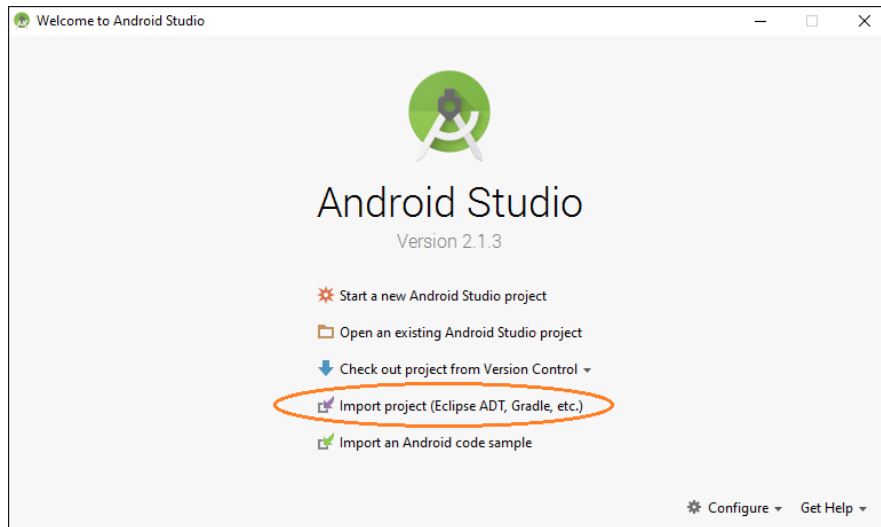 Welcome to Android Studio
Android Studio
Version 2.1.3
Start a new Android Studio project
Open an existing Android Studio project
Check out project from Version Control
Import project (Eclipse ADT, Gradle, etc.)
Import an Android code sample
Configure Get Help